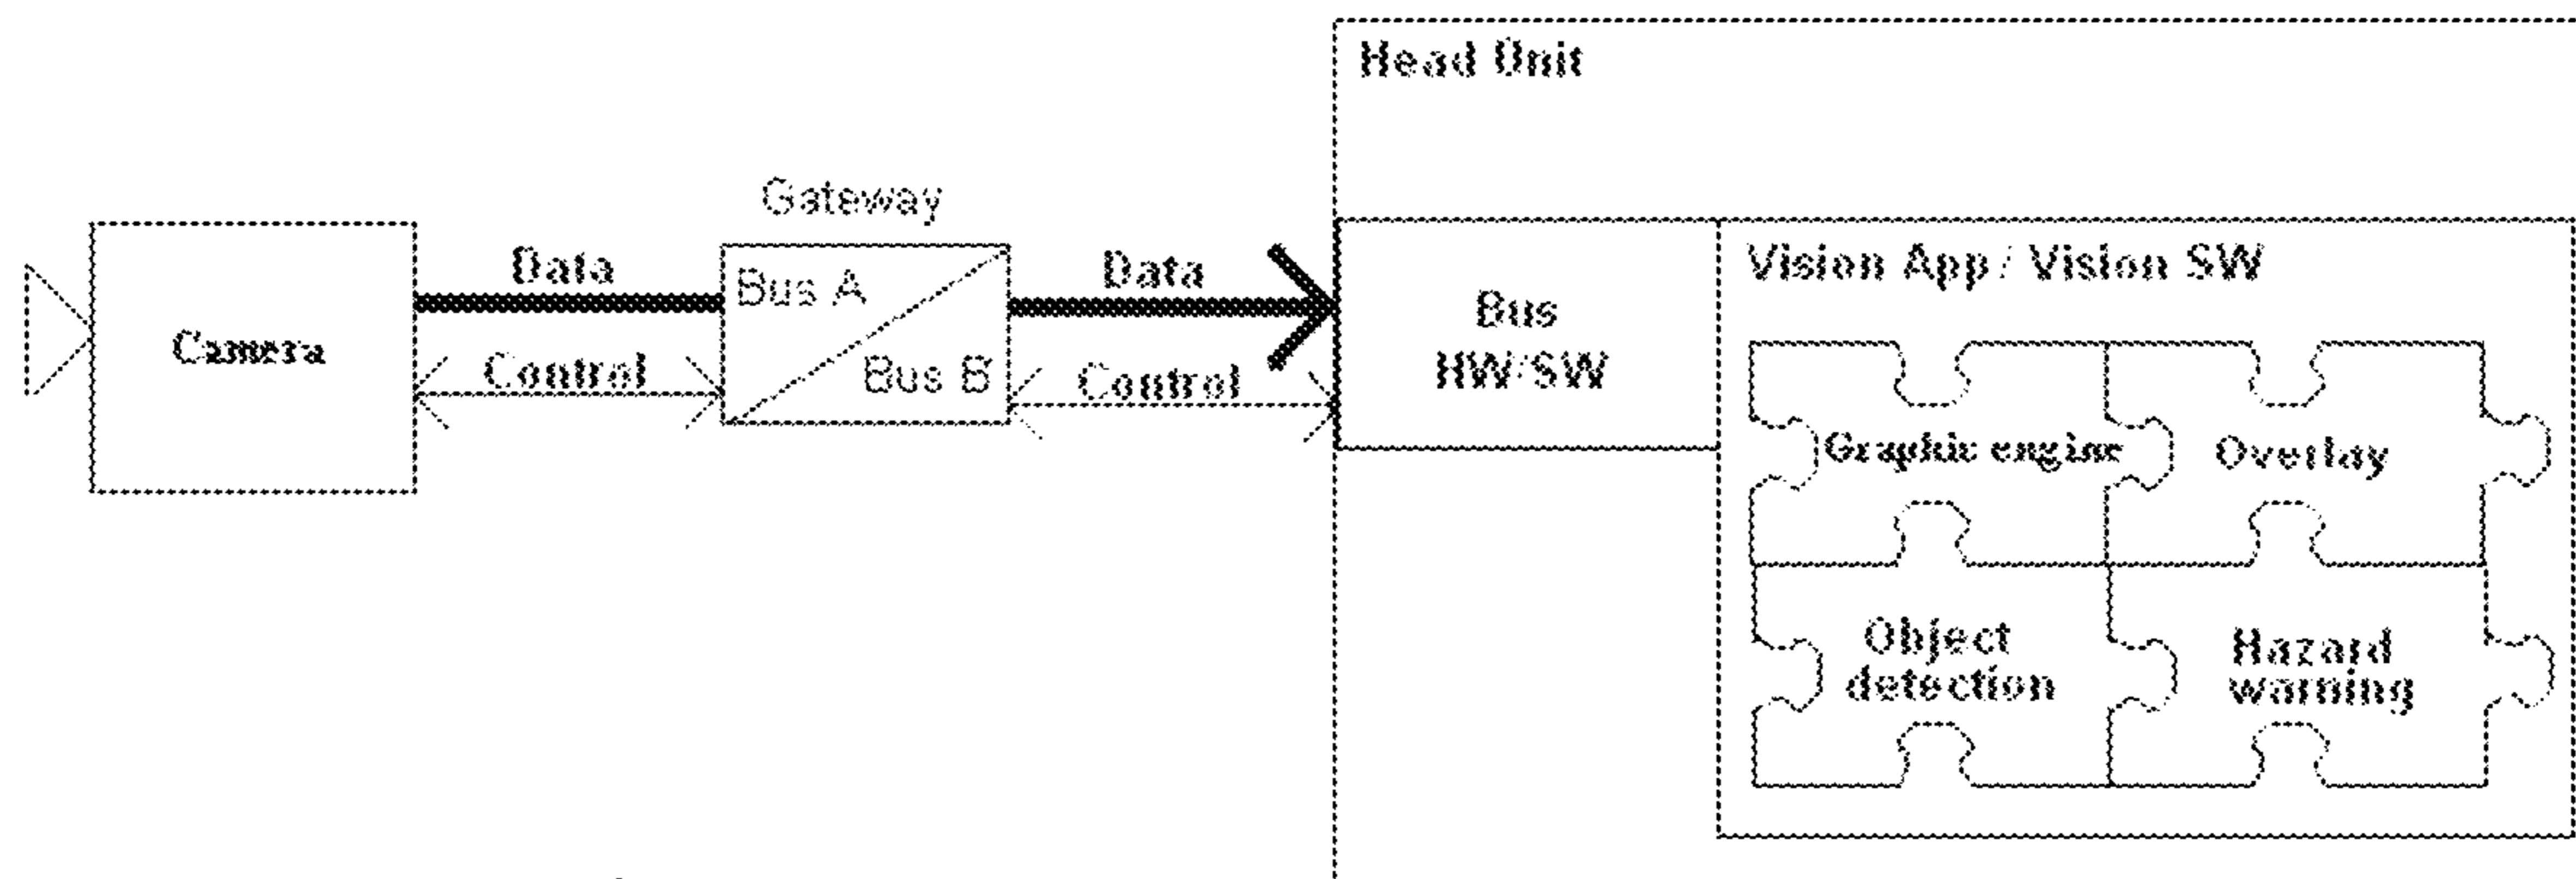 Head Unit
Gateway
Data
Bus A
Data
Camera
Control
Bus B
Control
Bus
HW/SW
Vision App / Vision SW
Graphic engine
Overlay
Object
detection
Hazard
warning